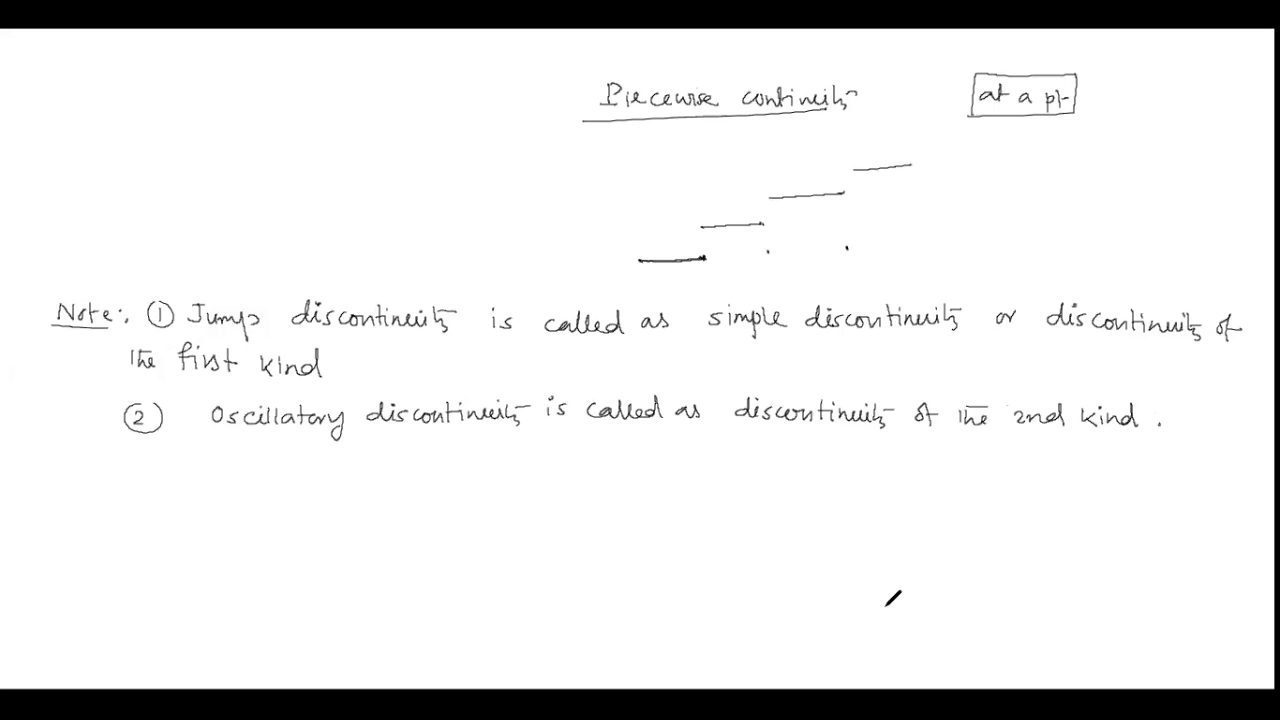 Piecewise continuity at a pt
Note: ① Jump discontinuity is called as simple discontinuity or discontinuity of
the first kind
② Oscillatory discontinuity is called as discontinuity of the 2nd kind.